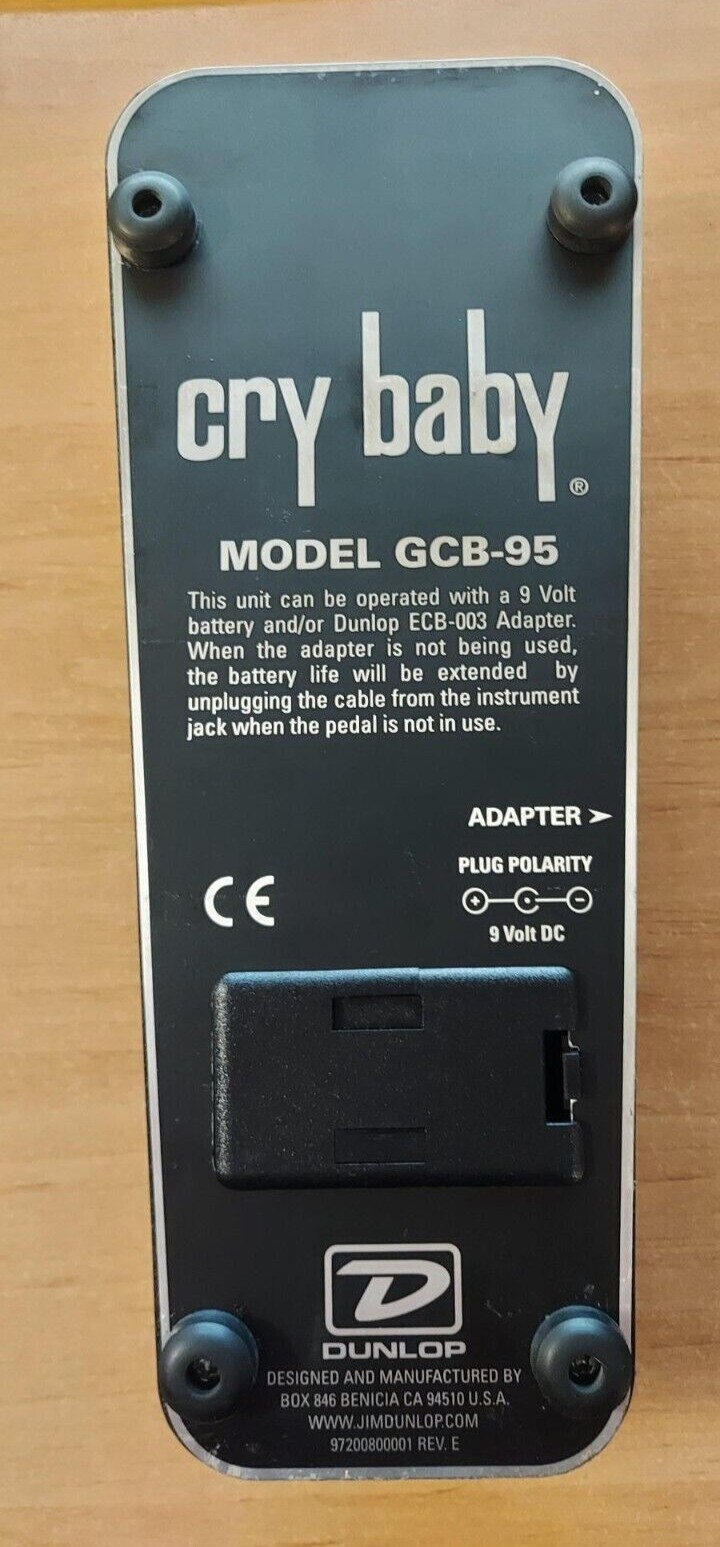 cry baby®
MODEL GCB-95
This unit can be operated with a 9 Volt
battery and/or Dunlop ECB-003 Adapter.
When the adapter is not being used,
the battery life will be extended by
unplugging the cable from the instrument
jack when the pedal is not in use.
ADAPTER ➤
PLUG POLARITY
+ -
9 Volt DC
CE
D
DUNLOP
DESIGNED AND MANUFACTURED BY
BOX 846 BENICIA CA 94510 U.S.A.
WWW.JIMDUNLOP.COM
97200800001 REV. E